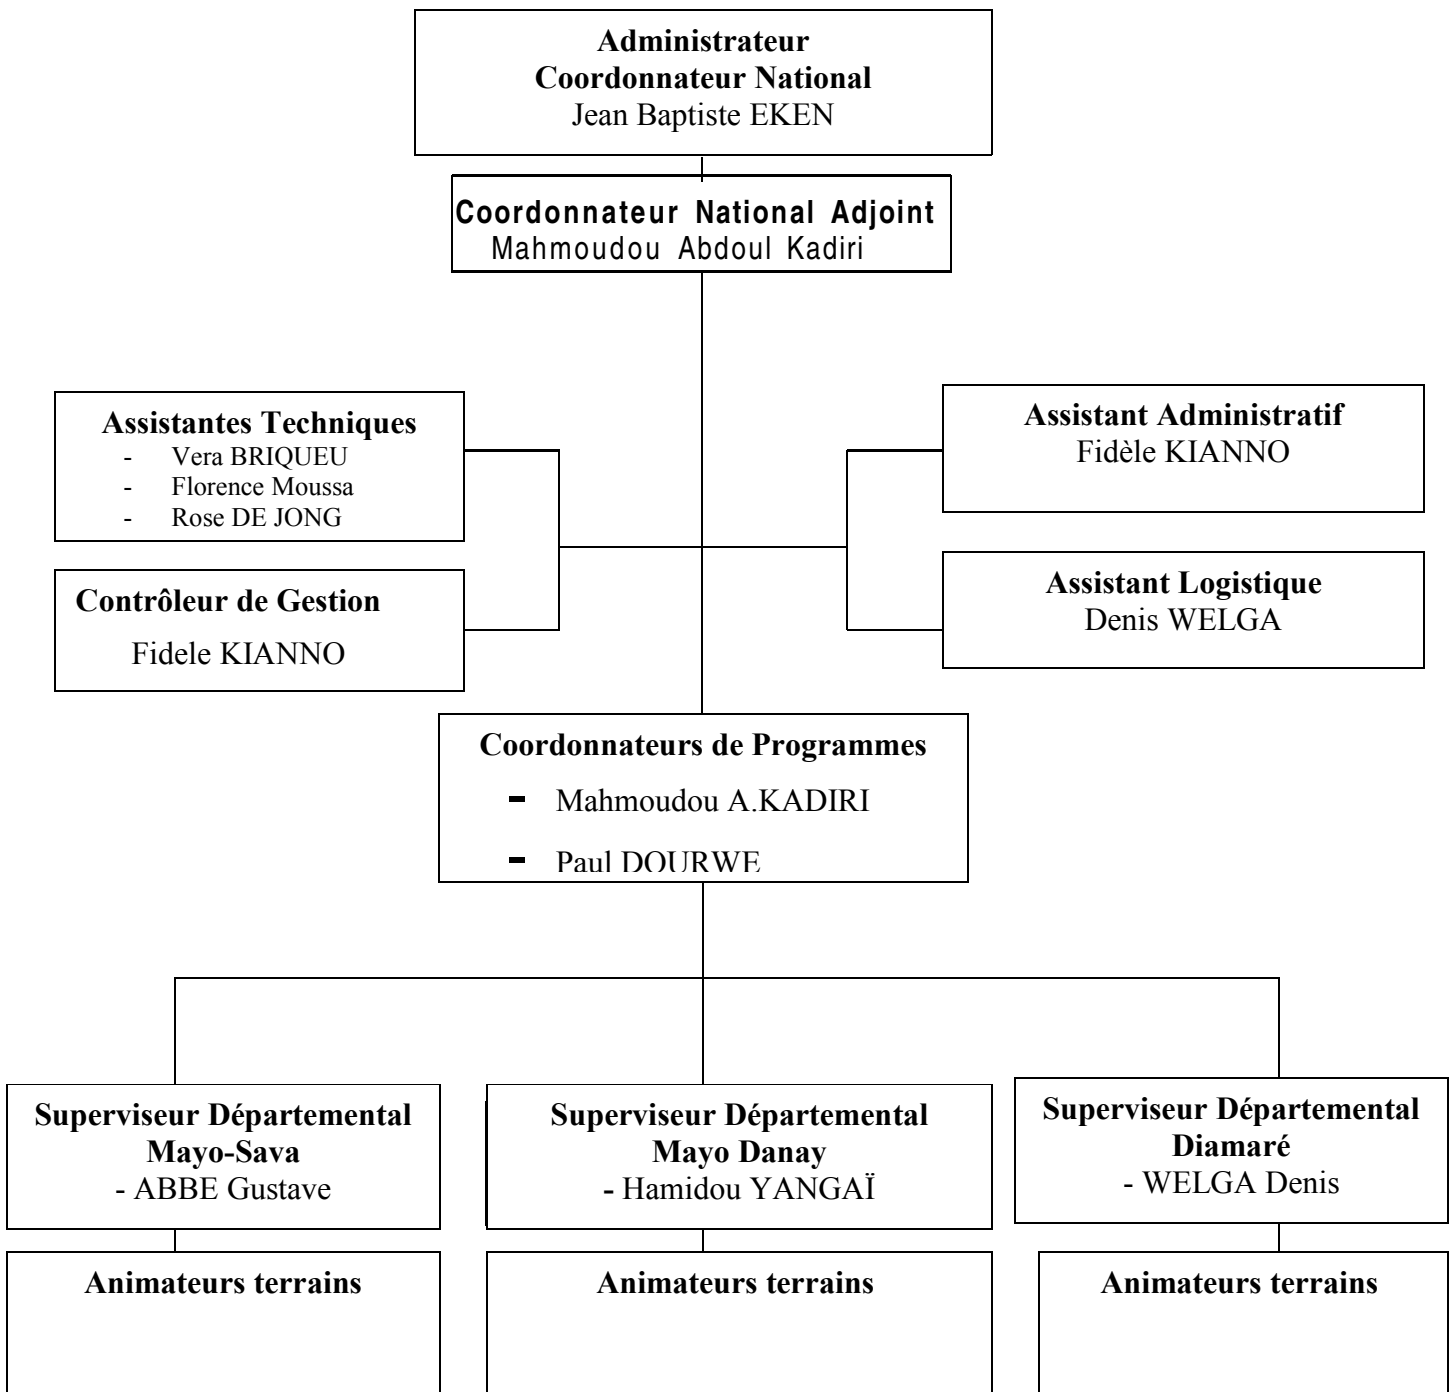 Administrateur
Coordonnateur National
Jean Baptiste EKEN
Coordonnateur National Adjoint
Mahmoudou Abdoul Kadiri
Assistantes Techniques
- Vera BRIQUEU
- Florence Moussa
- Rose DE JONG
Assistant Administratif
Fidèle KIANNO
Contrôleur de Gestion
Fidele KIANNO
Assistant Logistique
Denis WELGA
Coordonnateurs de Programmes
- Mahmoudou A.KADIRI
- Paul DOURWE
Superviseur Départemental
Mayo-Sava
- ABBE Gustave
Superviseur Départemental
Mayo Danay
- Hamidou YANGAÏ
Superviseur Départemental
Diamaré
- WELGA Denis
Animateurs terrains
Animateurs terrains
Animateurs terrains